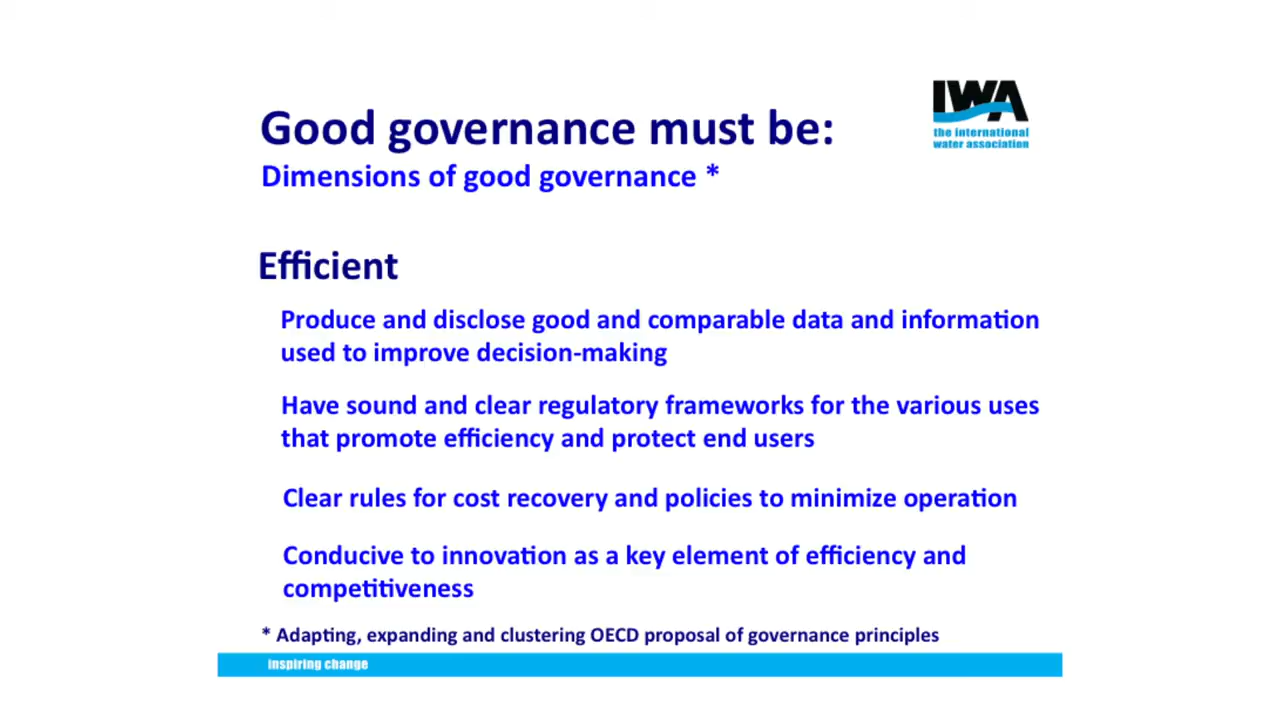 Good governance must be:
IWA
the international
water association
Dimensions of good governance *
Efficient
Produce and disclose good and comparable data and information
used to improve decision-making
Have sound and clear regulatory frameworks for the various uses
that promote efficiency and protect end users
Clear rules for cost recovery and policies to minimize operation
Conducive to innovation as a key element of efficiency and
competitiveness
* Adapting, expanding and clustering OECD proposal of governance principles
inspiring change